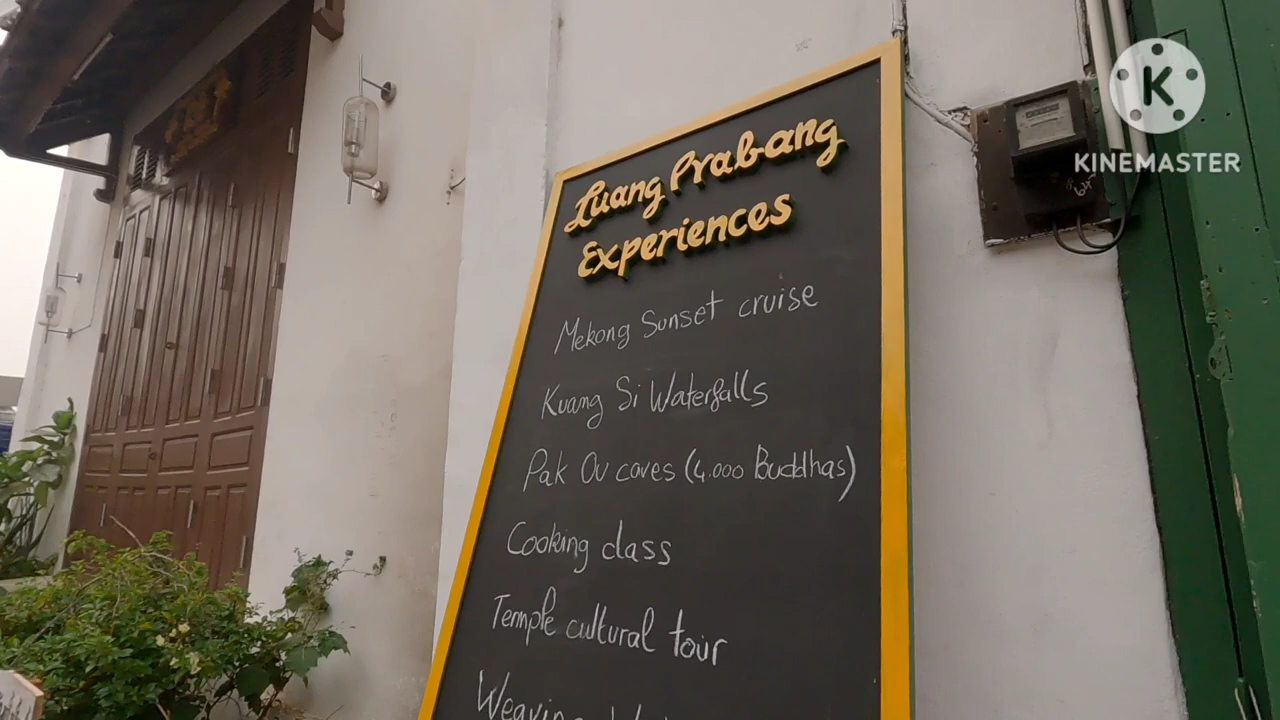 Luang Prabang
Experiences
Mekong Sunset cruise
Kuang Si Waterfalls
Pak Ou caves (4.000 Buddhas)
Cooking class
Temple cultural tour
Weaving
K
KINEMASTER